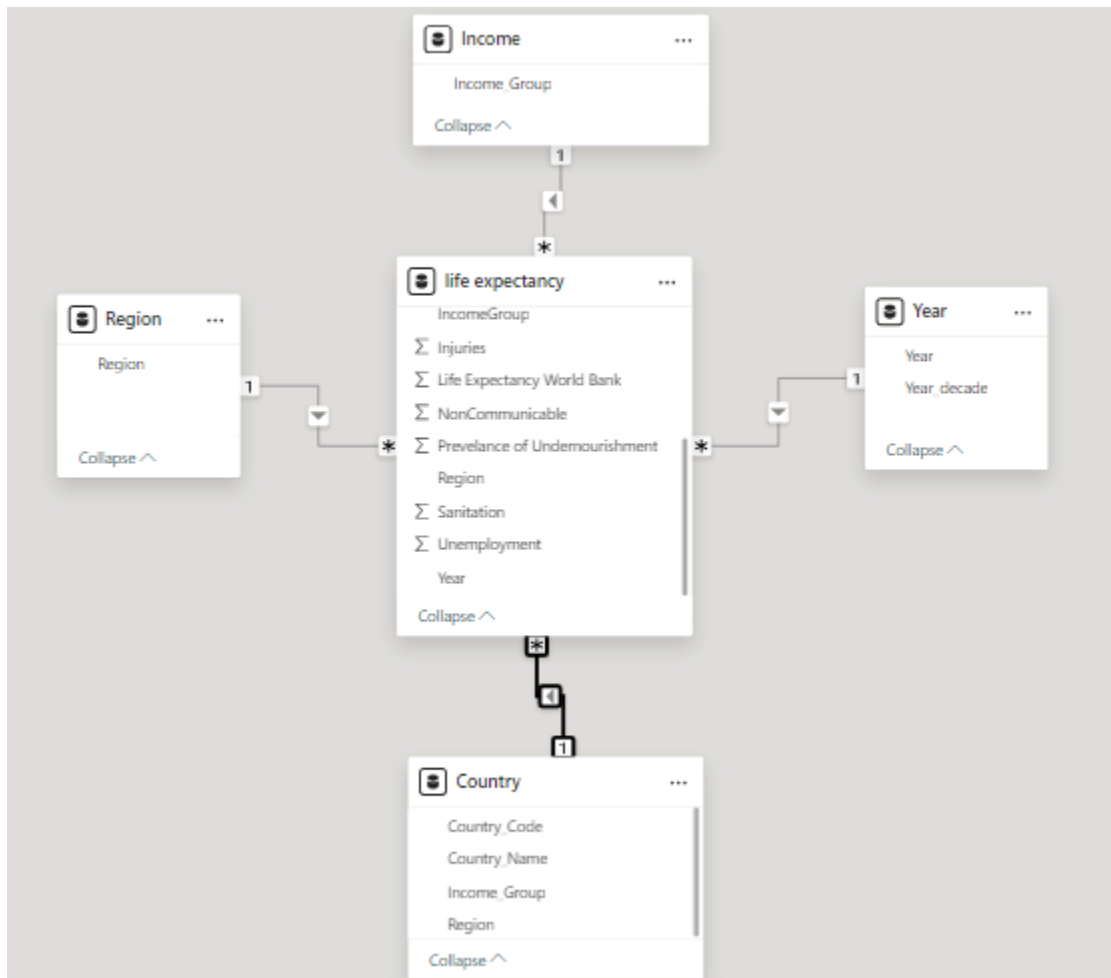 Income
...
Income_Group
Collapse
1
*
life expectancy
...
IncomeGroup
Σ Injuries
Σ Life Expectancy World Bank
Σ NonCommunicable
Σ Prevelance of Undernourishment
Region
Σ Sanitation
Σ Unemployment
Year
Collapse
Region
...
Region
Collapse
1
*
Year
...
Year
Year_decade
Collapse
1
*
*
1
Country
...
Country_Code
Country_Name
Income_Group
Region
Collapse